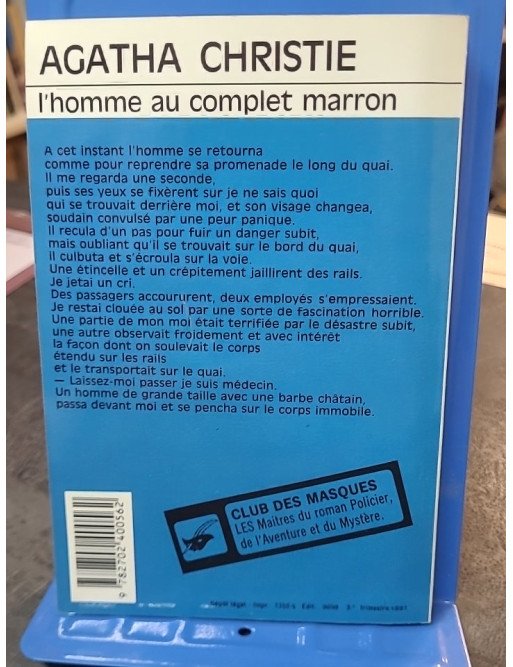 AGATHA CHRISTIE
l'homme au complet marron
A cet instant l'homme se retourna
comme pour reprendre sa promenade le long du quai.
Il me regarda une seconde,
puis ses yeux se fixèrent sur je ne sais quoi
qui se trouvait derrière moi, et son visage changea,
soudain convulsé par une peur panique.
Il recula d'un pas pour fuir un danger subit,
mais oubliant qu'il se trouvait sur le bord du quai,
il culbuta et s'écroula sur la voie.
Une étincelle et un crépitement jaillirent des rails.
Je jetai un cri.
Des passagers accoururent, deux employés s'empressaient.
Je restai clouée au sol par une sorte de fascination horrible.
Une partie de mon moi était terrifiée par le désastre subit,
une autre observait froidement et avec intérêt
la façon dont on soulevait le corps
étendu sur les rails
et le transportait sur le quai.
— Laissez-moi passer je suis médecin.
Un homme de grande taille avec une barbe châtain,
passa devant moi et se pencha sur le corps immobile.
CLUB DES MASQUES
LES Maîtres du roman Policier,
de l'Aventure et du Mystère.
9 782702 400562